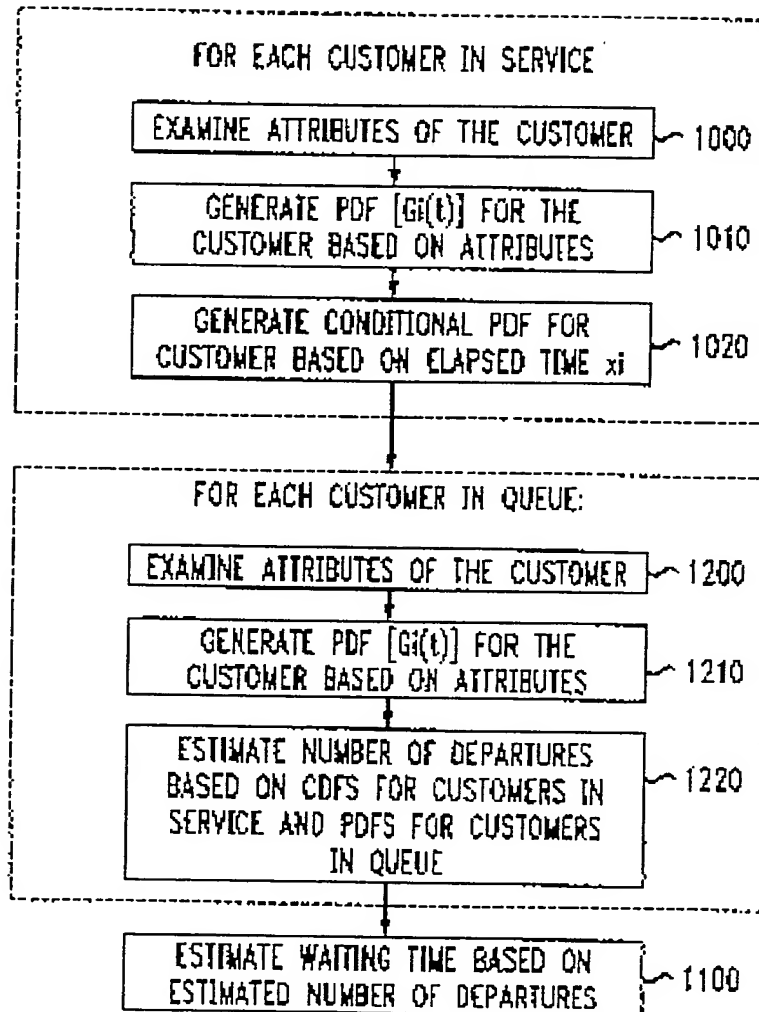 FOR EACH CUSTOMER IN SERVICE
EXAMINE ATTRIBUTES OF THE CUSTOMER
1000
GENERATE PDF [Gi(t)] FOR THE
CUSTOMER BASED ON ATTRIBUTES
1010
GENERATE CONDITIONAL PDF FOR
CUSTOMER BASED ON ELAPSED TIME xi
1020
FOR EACH CUSTOMER IN QUEUE:
EXAMINE ATTRIBUTES OF THE CUSTOMER
1200
GENERATE PDF [Gi(t)] FOR THE
CUSTOMER BASED ON ATTRIBUTES
1210
ESTIMATE NUMBER OF DEPARTURES
BASED ON CDFS FOR CUSTOMERS IN
SERVICE AND PDFS FOR CUSTOMERS
IN QUEUE
1220
ESTIMATE WAITING TIME BASED ON
ESTIMATED NUMBER OF DEPARTURES
1100